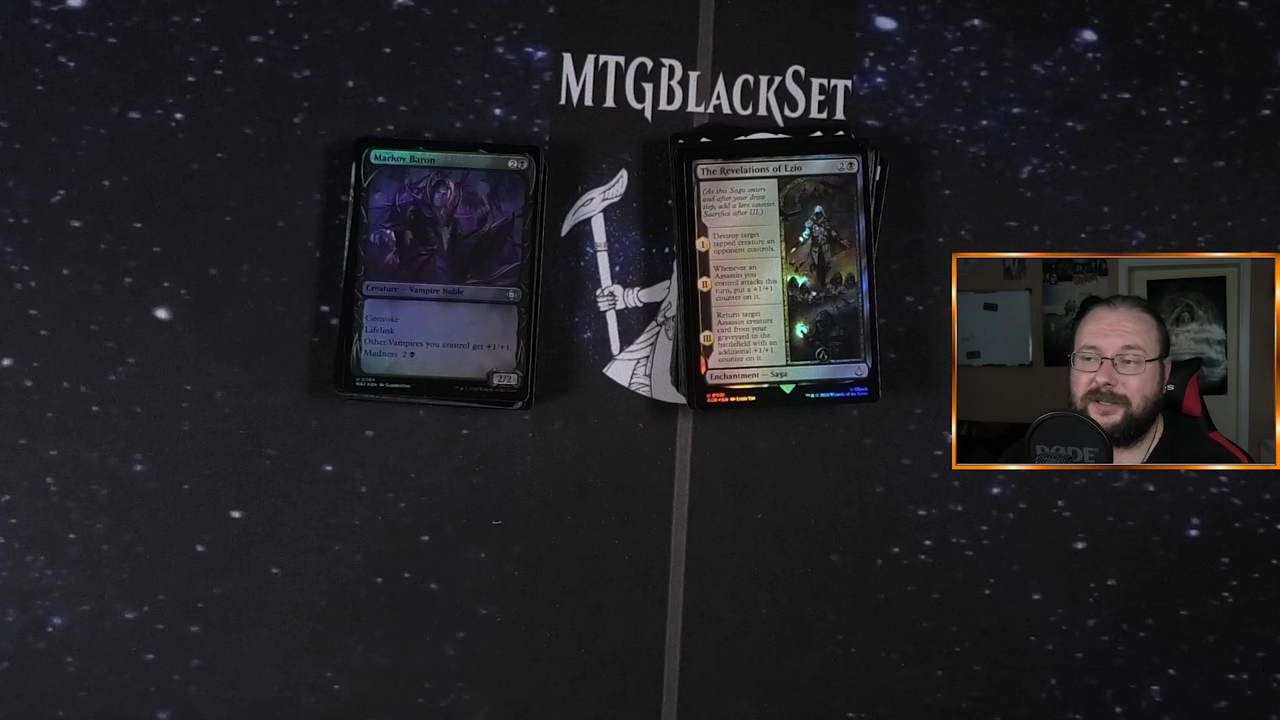 MTGBLACKSET
Markov Baron
2
Creature — Vampire Noble
Convoke
Lifelink
Other Vampires you control get +1/+1.
Madness 2
2/2
The Revelations of Ezio
2
(As this Saga enters
and after your draw
step, add a lore counter.
Sacrifice after III.)
I
Destroy target
tapped creature an
opponent controls.
II
Whenever an
Assassin you
control attacks this
turn, put a +1/+1
counter on it.
III
Return target
Assassin creature
card from your
graveyard to the
battlefield with an
additional +1/+1
counter on it.
Enchantment — Saga
RØDE